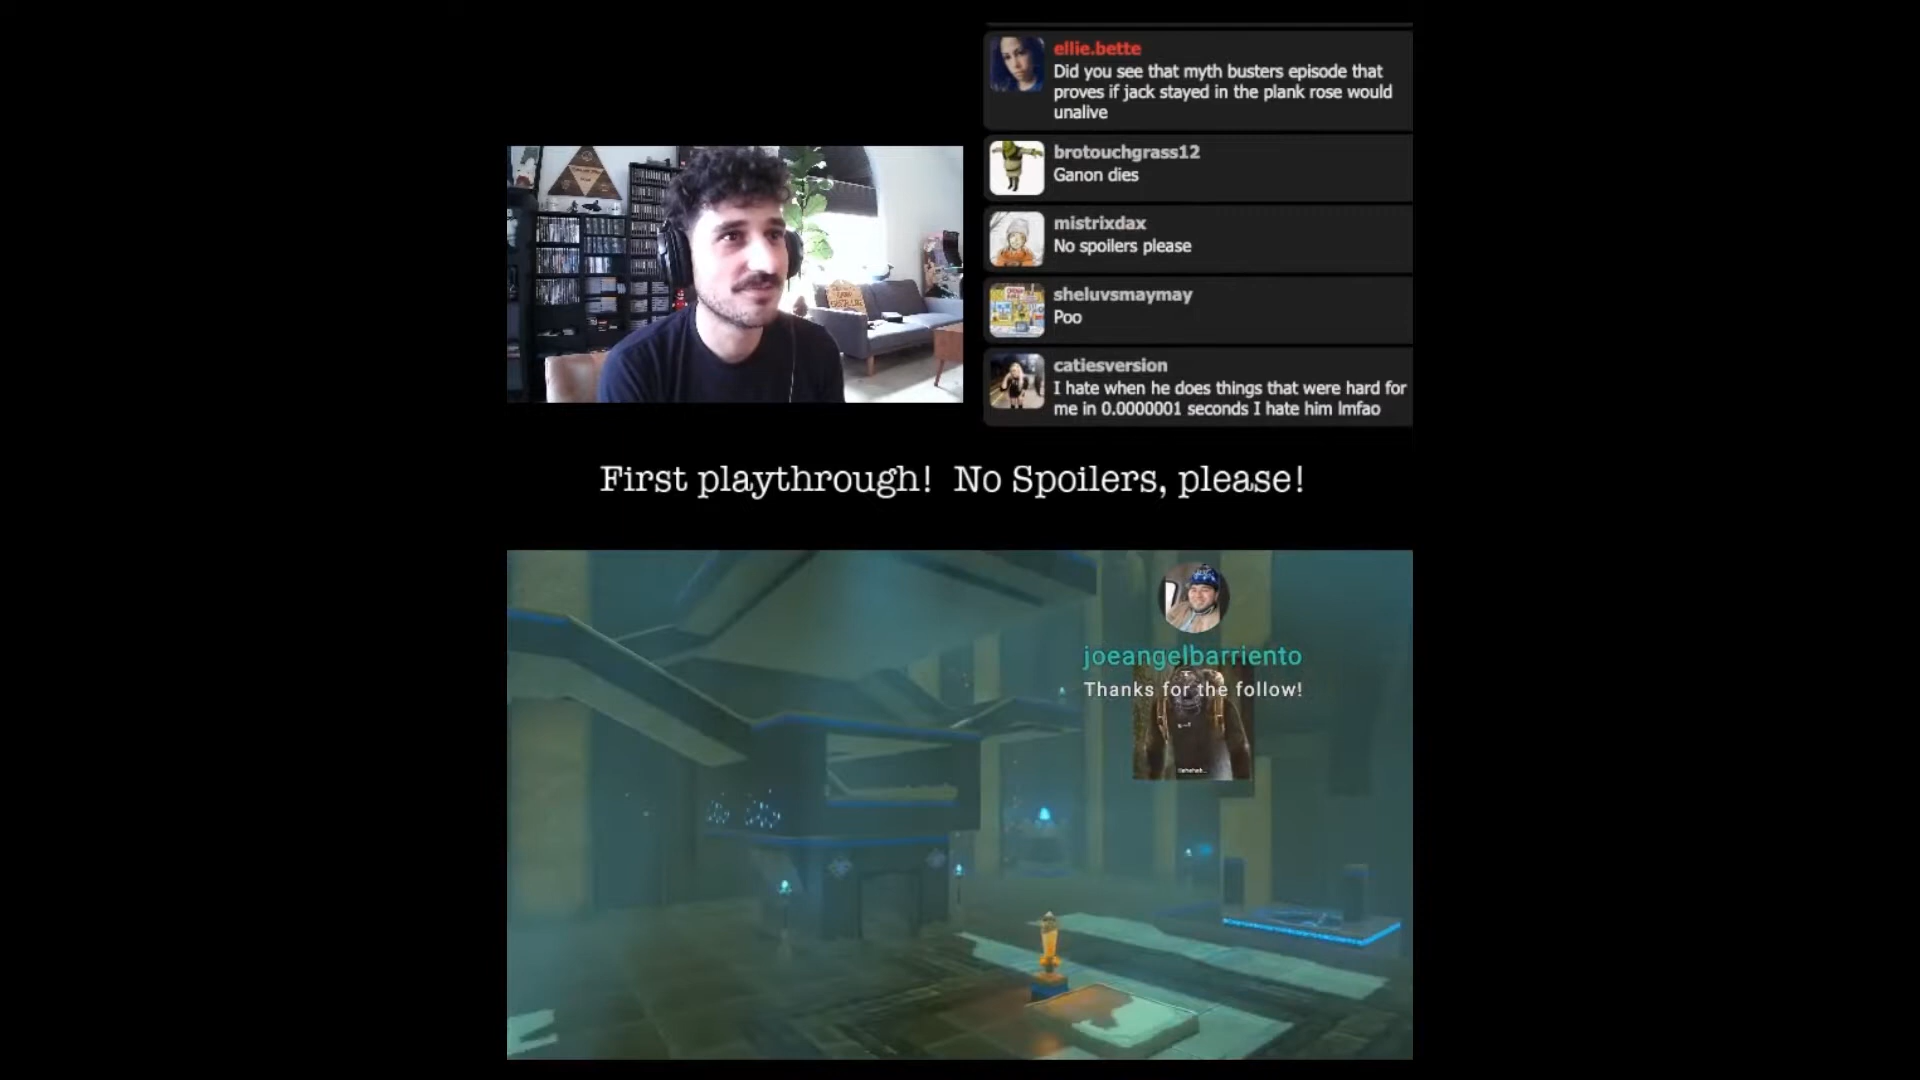 ellie.bette
Did you see that myth busters episode that
proves if jack stayed in the plank rose would
unalive
brotouchgrass12
Ganon dies
mistrixdax
No spoilers please
sheluvsmaymay
Poo
catiesversion
I hate when he does things that were hard for
me in 0.0000001 seconds I hate him lmfao
First playthrough!  No Spoilers, please!
joeangelbarriento
Thanks for the follow!